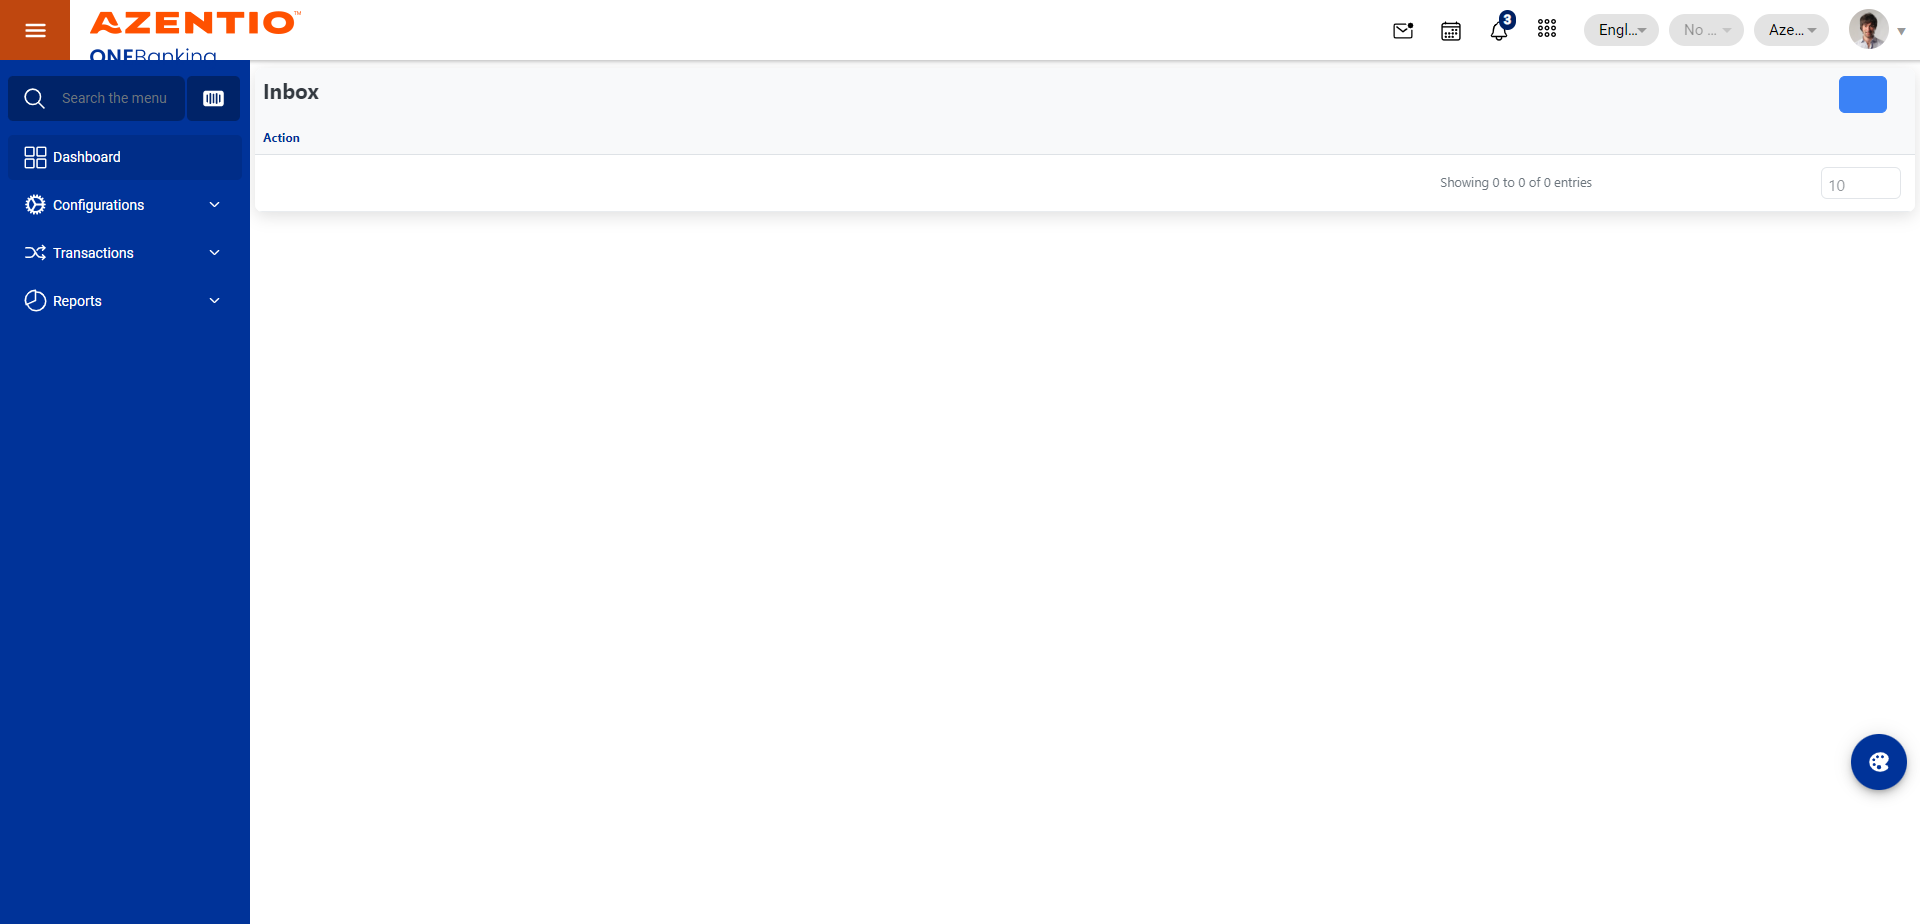 AZENTIO™
ONEBanking
3
Engl...
No ...
Aze...
Search the menu
Dashboard
Configurations
Transactions
Reports
Inbox
Action
Showing 0 to 0 of 0 entries
10